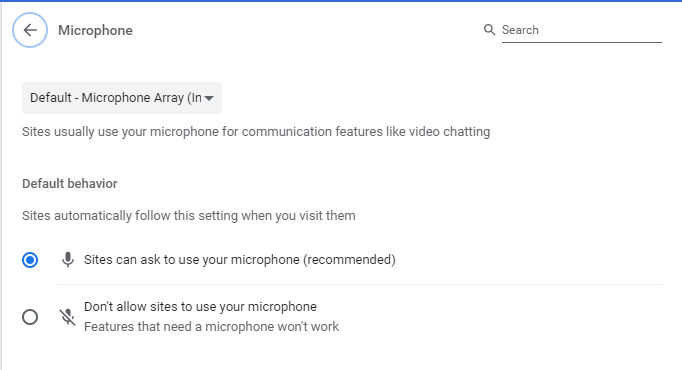 Microphone
Search
Default - Microphone Array (In
Sites usually use your microphone for communication features like video chatting
Default behavior
Sites automatically follow this setting when you visit them
Sites can ask to use your microphone (recommended)
Don't allow sites to use your microphone
Features that need a microphone won't work